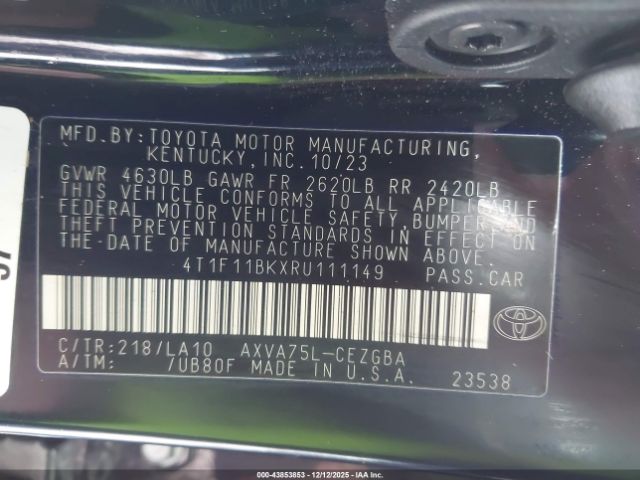 MFD. BY: TOYOTA MOTOR MANUFACTURING,
KENTUCKY, INC. 10/23
GVWR 4630LB GAWR FR 2620LB RR 2420LB
THIS VEHICLE CONFORMS TO ALL APPLICABLE
FEDERAL MOTOR VEHICLE SAFETY, BUMPER, AND
THEFT PREVENTION STANDARDS IN EFFECT ON
THE DATE OF MANUFACTURE SHOWN ABOVE.
4T1F11BKXRU111149 PASS. CAR
C/TR: 218/LA10 AXVA75L-CEZGBA
A/TM: /UB80F MADE IN U.S.A. 23538
000-43853853 - 12/12/2025 - IAA Inc.